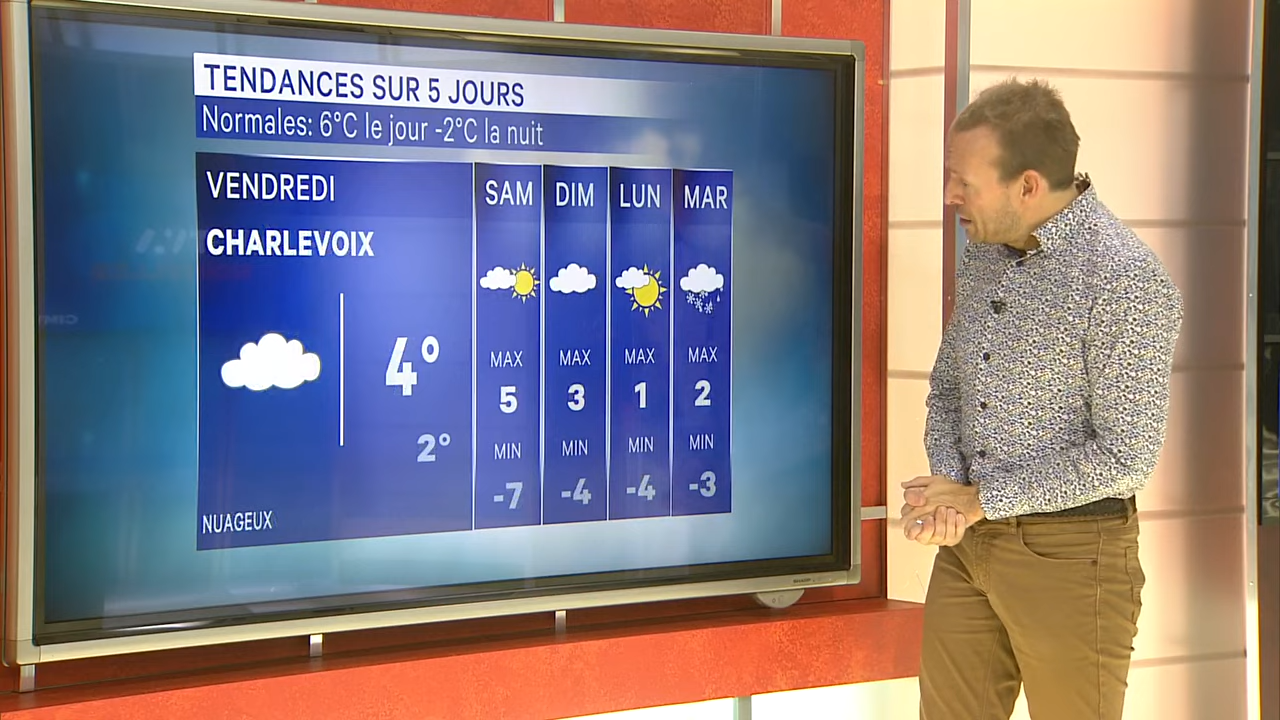 TENDANCES SUR 5 JOURS
Normales: 6°C le jour -2°C la nuit
VENDREDI
CHARLEVOIX
4°
2°
NUAGEUX
SAM
MAX
5
MIN
-7
DIM
MAX
3
MIN
-4
LUN
MAX
1
MIN
-4
MAR
MAX
2
MIN
-3